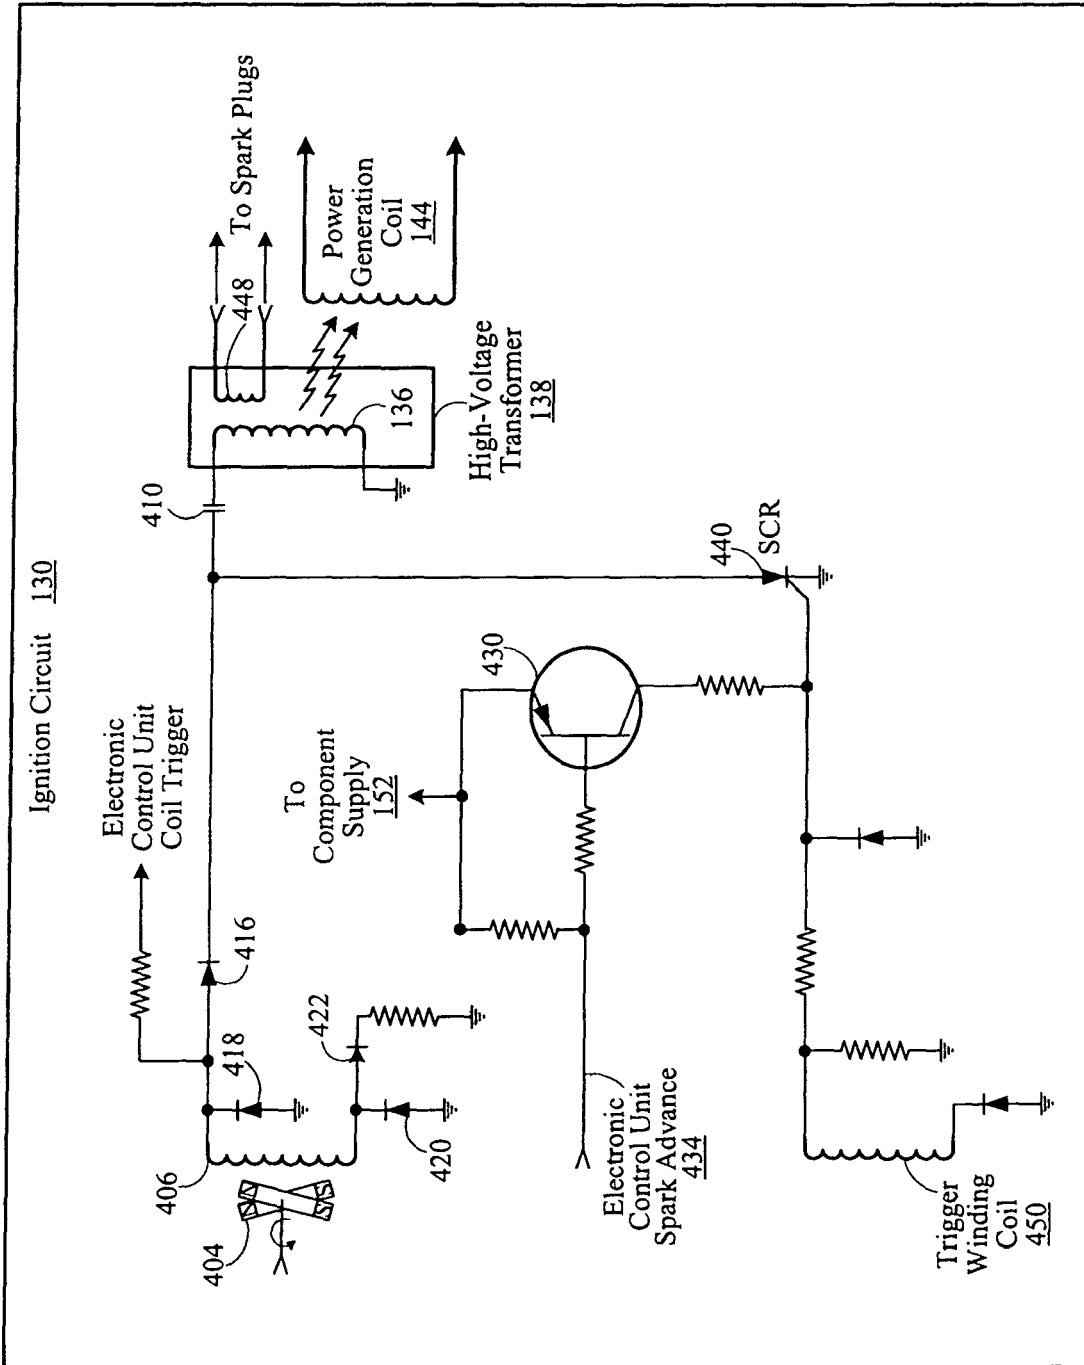 Ignition Circuit 130
Electronic
Control Unit
Coil Trigger
To Spark Plugs
448
Power
Generation
Coil
144
136
High-Voltage
Transformer
138
410
416
418
422
420
406
404
To
Component
Supply
152
430
440
SCR
Electronic
Control Unit
Spark Advance
434
Trigger
Winding
Coil
450
N
N
S
S